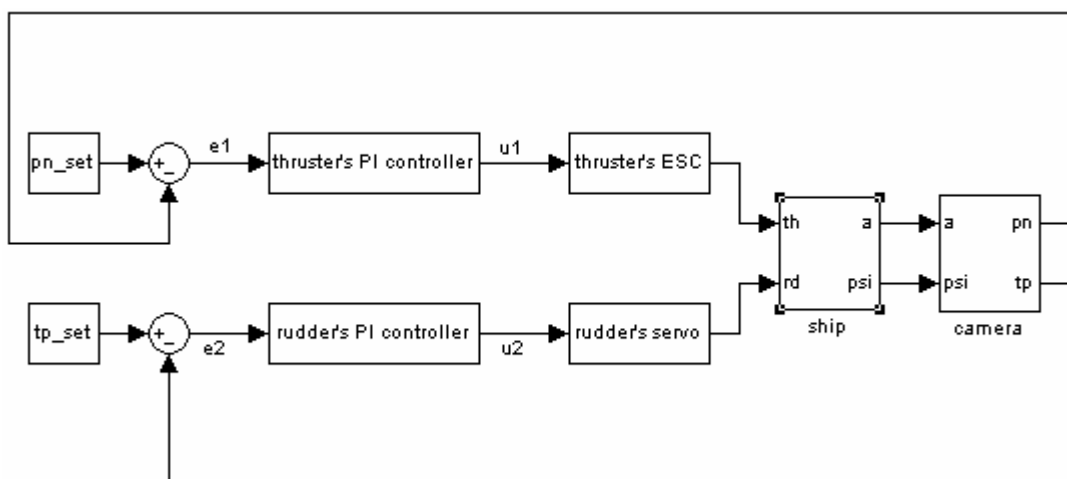 pn_set
+
−
e1
thruster's PI controller
u1
thruster's ESC
th
a
rd
psi
ship
a
pn
psi
tp
camera
tp_set
+
−
e2
rudder's PI controller
u2
rudder's servo